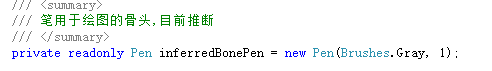 /// <summary>
/// 笔用于绘图的骨头,目前推断
/// </summary>
private readonly Pen inferredBonePen = new Pen(Brushes.Gray, 1);